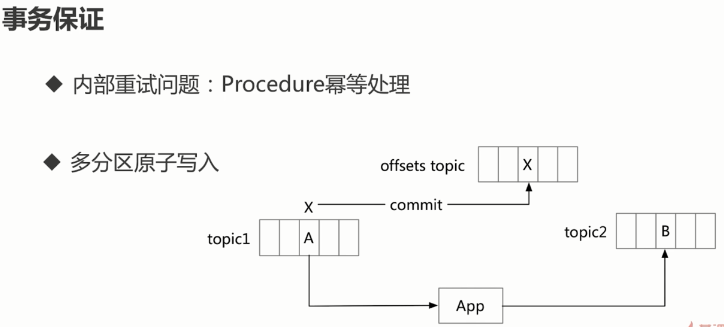 事务保证
◆ 内部重试问题：Procedure幂等处理
◆ 多分区原子写入
offsets topic
X
X
commit
topic1
A
topic2
B
App